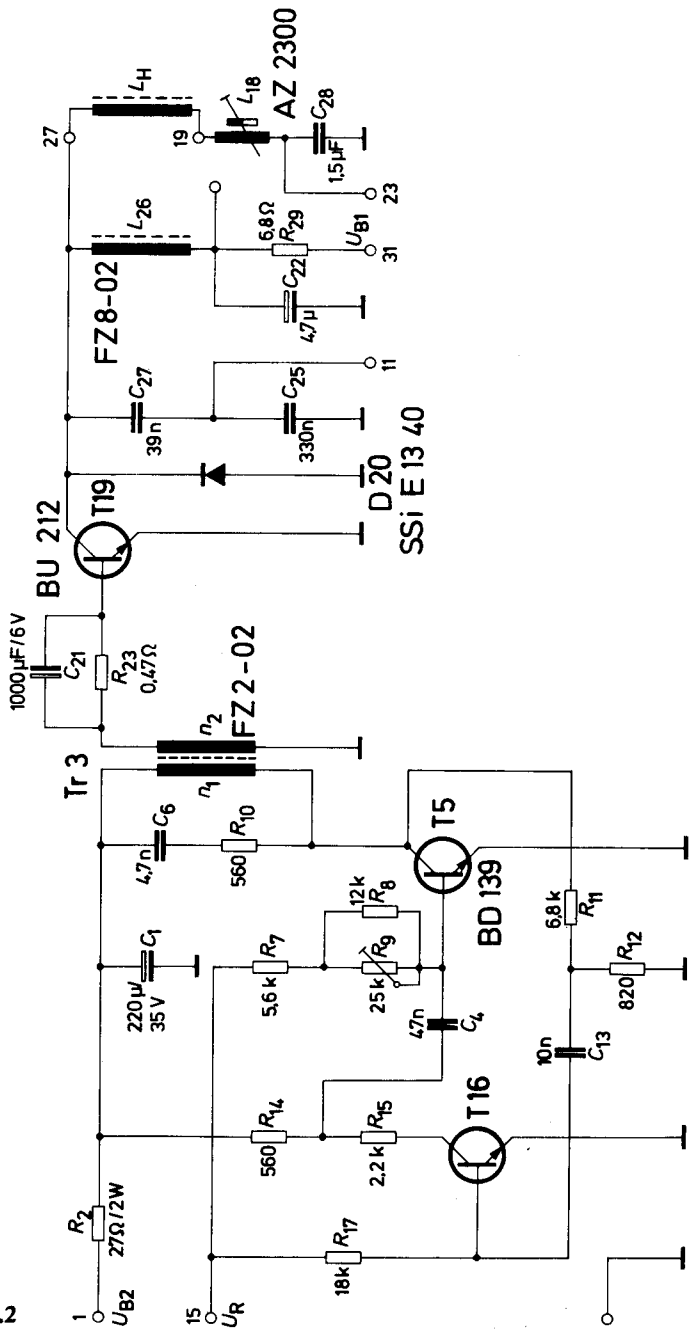 .2
1
U_B2
R_2
27Ω/2W
15
U_R
R_17
18k
R_14
560
R_15
2,2k
T16
220µ/
35V
C_1
R_7
5,6k
R_9
25k
R_8
12k
47n
C_4
10n
C_13
R_12
820
6,8k
R_11
T5
BD 139
4,7n
C_6
R_10
560
Tr 3
n_1
n_2
FZ 2-02
1000µF/6V
C_21
R_23
0,47Ω
BU 212
T19
D 20
SSi E 13 40
C_27
39n
C_25
330n
11
FZ 8-02
L_26
C_22
4,7µ
6,8Ω
R_29
U_B1
31
27
L_H
19
L_18
AZ 2300
C_28
1,5µF
23